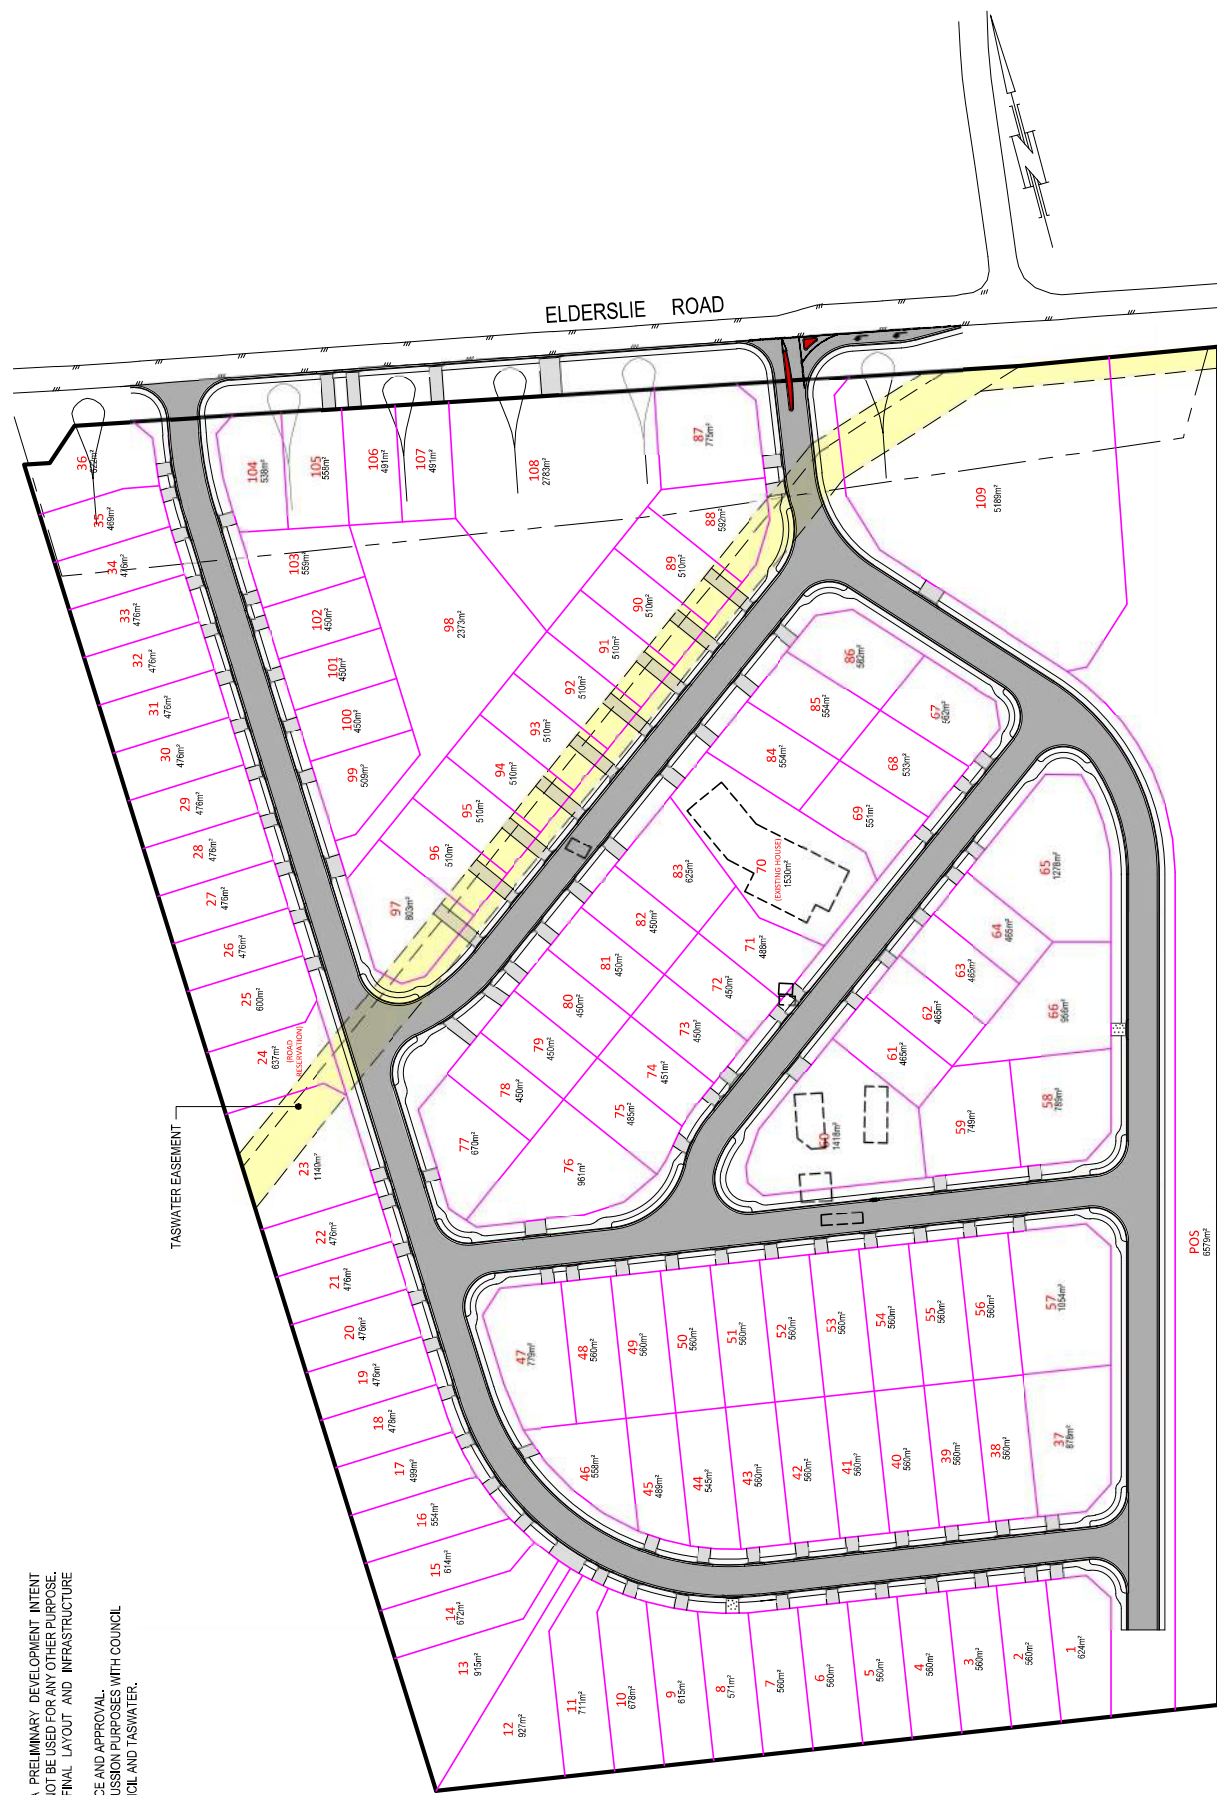 ELDERSLIE ROAD
N
36
35
469m²
34
476m²
33
476m²
32
476m²
31
476m²
30
476m²
29
476m²
28
476m²
27
476m²
26
476m²
25
600m²
24
637m²
(ROAD
RESERVATION)
TASWATER EASEMENT
23
1140m²
22
476m²
21
476m²
20
476m²
19
476m²
18
478m²
17
499m²
16
554m²
15
614m²
14
672m²
13
915m²
12
927m²
11
711m²
10
678m²
9
615m²
8
571m²
7
560m²
6
560m²
5
560m²
4
560m²
3
560m²
2
560m²
1
624m²
104
538m²
105
558m²
106
491m²
107
491m²
108
2783m²
87
775m²
109
5189m²
103
559m²
102
450m²
101
450m²
100
450m²
99
509m²
98
2373m²
88
592m²
89
510m²
90
510m²
91
510m²
92
510m²
93
510m²
94
510m²
95
510m²
96
510m²
97
803m²
86
582m²
85
554m²
84
554m²
67
562m²
68
533m²
69
551m²
70
(EXISTING HOUSE)
1530m²
83
625m²
82
450m²
81
450m²
80
450m²
79
450m²
78
450m²
77
670m²
76
961m²
75
485m²
74
451m²
73
450m²
72
450m²
71
488m²
65
1278m²
64
465m²
63
465m²
62
465m²
61
465m²
66
966m²
60
1418m²
59
749m²
58
789m²
47
779m²
48
560m²
49
560m²
50
560m²
51
560m²
52
560m²
53
560m²
54
560m²
55
560m²
56
560m²
57
1054m²
46
558m²
45
489m²
44
545m²
43
560m²
42
560m²
41
560m²
40
560m²
39
560m²
38
560m²
37
878m²
POS
6579m²
PRELIMINARY DEVELOPMENT INTENT
NOT BE USED FOR ANY OTHER PURPOSE.
FINAL LAYOUT AND INFRASTRUCTURE
CE AND APPROVAL.
USSION PURPOSES WITH COUNCIL
CIL AND TASWATER.